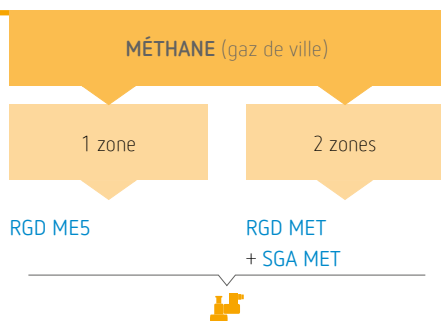 MÉTHANE (gaz de ville)
1 zone
2 zones
RGD ME5
RGD MET
+ SGA MET